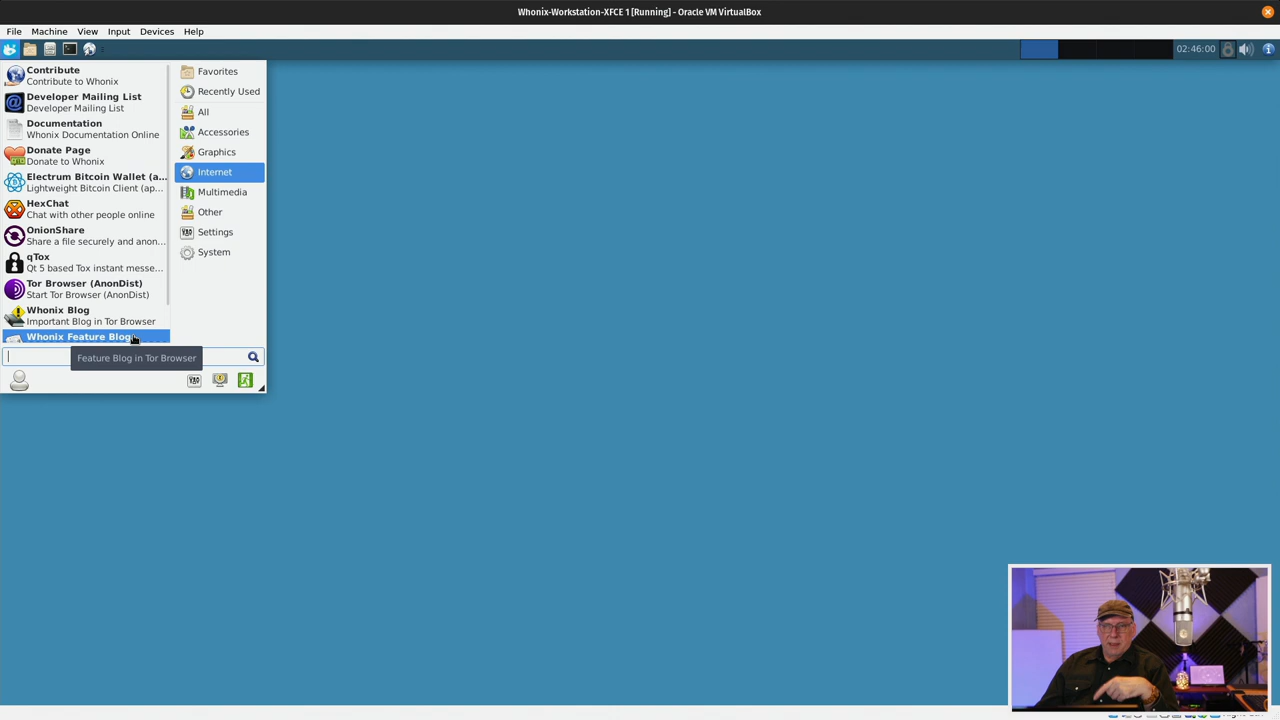 Whonix-Workstation-XFCE 1 [Running] - Oracle VM VirtualBox
File Machine View Input Devices Help
02:46:00
Contribute
Contribute to Whonix
Developer Mailing List
Developer Mailing List
Documentation
Whonix Documentation Online
Donate Page
Donate to Whonix
Electrum Bitcoin Wallet (a...
Lightweight Bitcoin Client (ap...
HexChat
Chat with other people online
OnionShare
Share a file securely and anon...
qTox
Qt 5 based Tox instant messe...
Tor Browser (AnonDist)
Start Tor Browser (AnonDist)
Whonix Blog
Important Blog in Tor Browser
Whonix Feature Blog
Feature Blog in Tor Browser
Favorites
Recently Used
All
Accessories
Graphics
Internet
Multimedia
Other
Settings
System